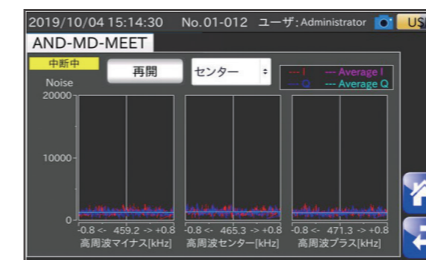 2019/10/04 15:14:30 No.01-012 ユーザ:Administrator US
AND-MD-MEET
中断中 再開 センター
--- I --- Average I
--- Q --- Average Q
Noise
20000
10000
0
-0.8 <- 459.2 -> +0.8 -0.8 <- 465.3 -> +0.8 -0.8 <- 471.3 -> +0.8
高周波マイナス[kHz] 高周波センター[kHz] 高周波プラス[kHz]